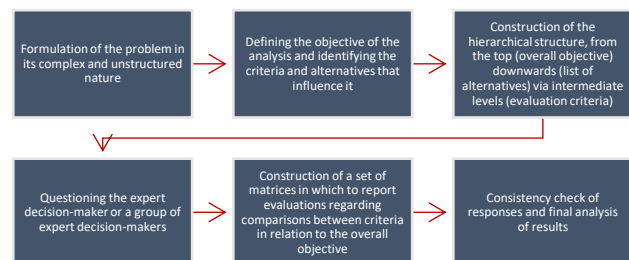 Formulation of the problem in
its complex and unstructured
nature
Defining the objective of the
analysis and identifying the
criteria and alternatives that
influence it
Construction of the
hierarchical structure, from
the top (overall objective)
downwards (list of
alternatives) via intermediate
levels (evaluation criteria)
Questioning the expert
decision-maker or a group of
expert decision-makers
Construction of a set of
matrices in which to report
evaluations regarding
comparisons between criteria
in relation to the overall
objective
Consistency check of
responses and final analysis
of results